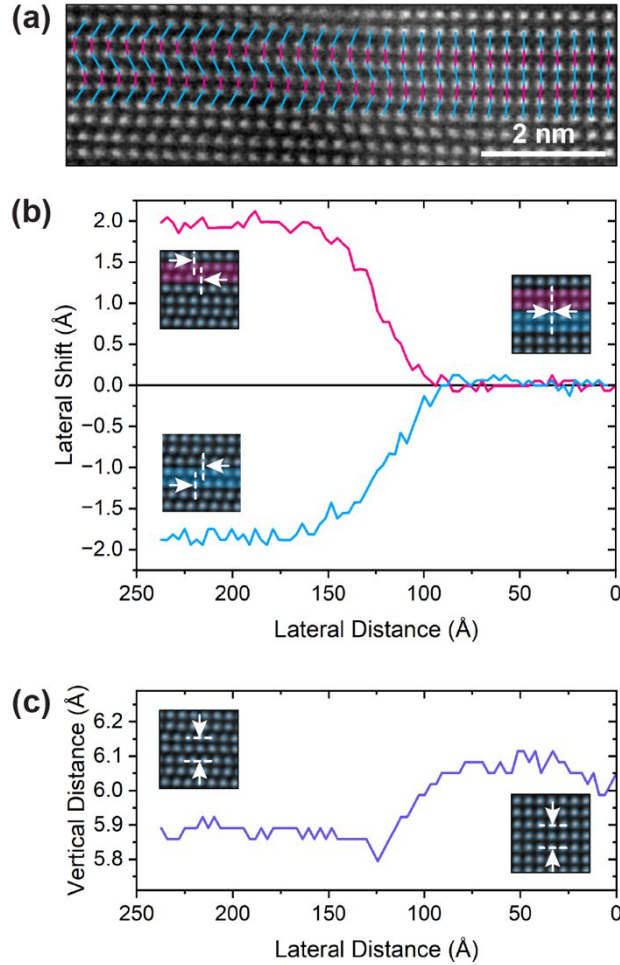 (a)
2 nm
(b)
Lateral Shift (Å)
2.0
1.5
1.0
0.5
0.0
-0.5
-1.0
-1.5
-2.0
250 200 150 100 50 0
Lateral Distance (Å)
(c)
Vertical Distance (Å)
6.2
6.1
6.0
5.9
5.8
250 200 150 100 50 0
Lateral Distance (Å)